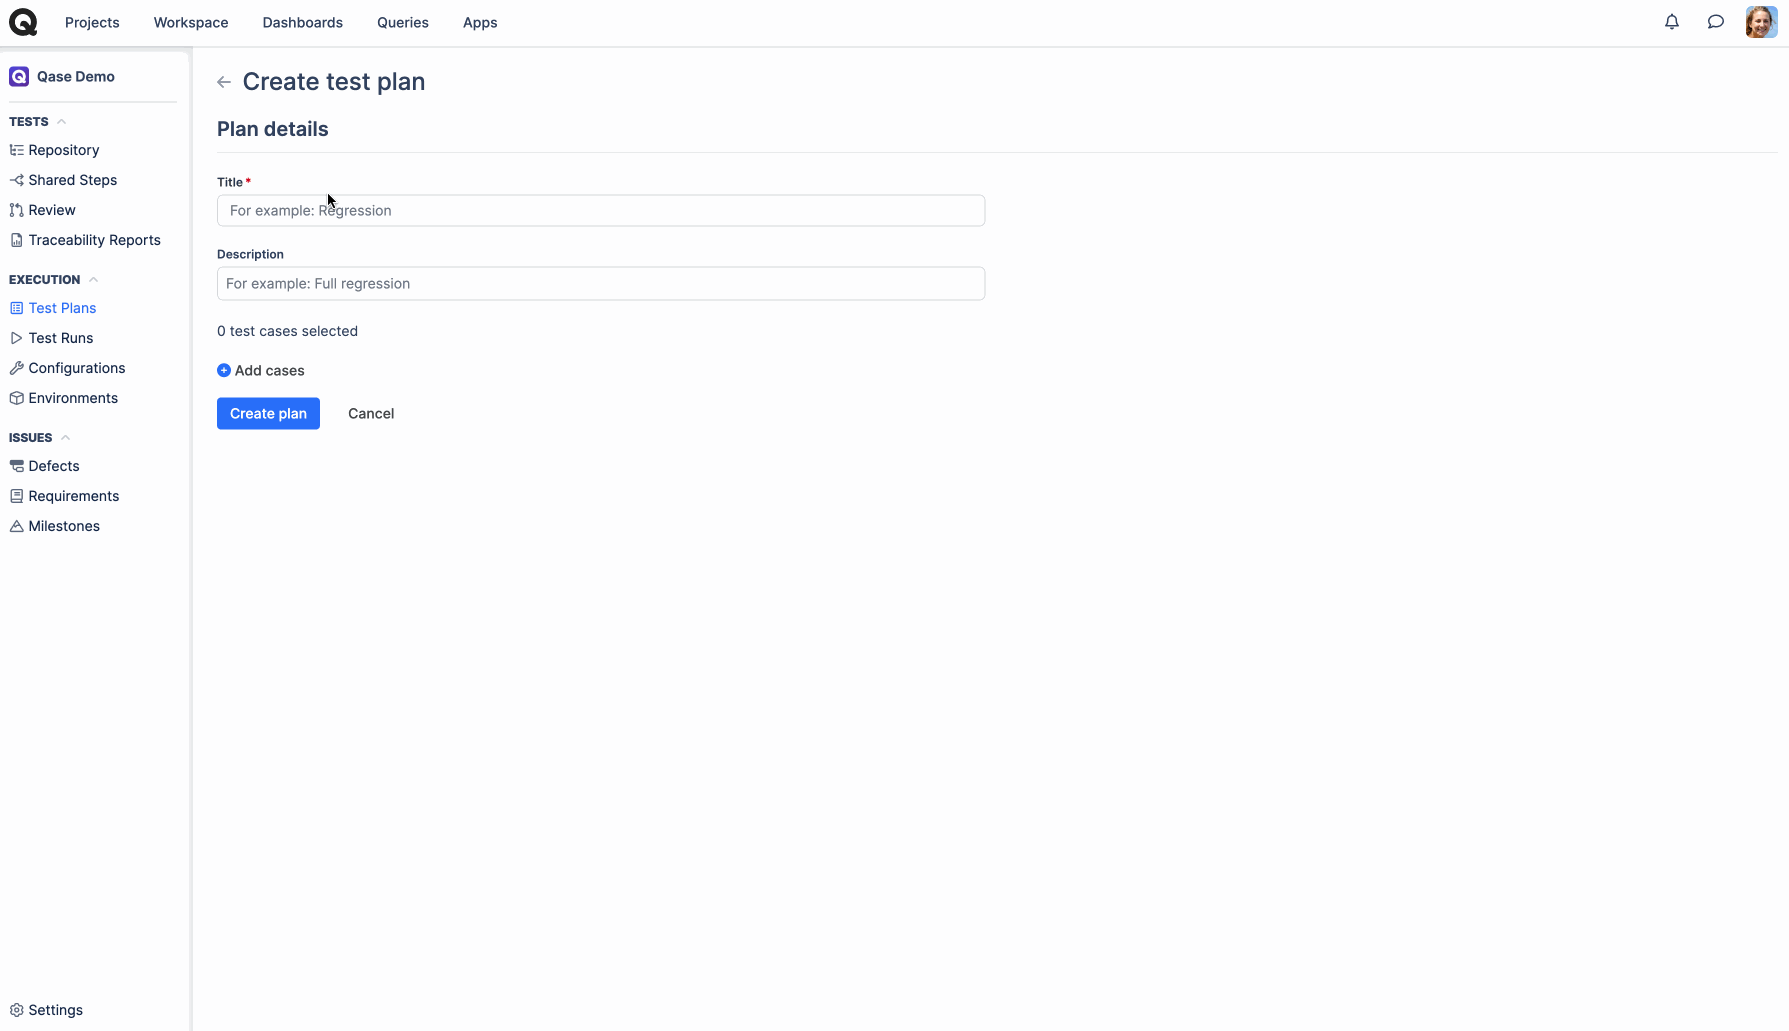 Projects Workspace Dashboards Queries Apps
Qase Demo
TESTS
Repository
Shared Steps
Review
Traceability Reports
EXECUTION
Test Plans
Test Runs
Configurations
Environments
ISSUES
Defects
Requirements
Milestones
Settings
Create test plan
Plan details
Title *
For example: Regression
Description
For example: Full regression
0 test cases selected
Add cases
Create plan Cancel